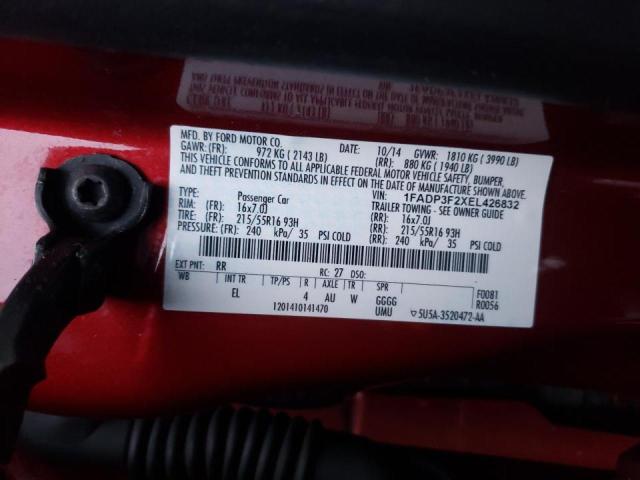 MFD. BY FORD MOTOR CO.
DATE: 10/14 GVWR: 1810 KG ( 3990 LB)
GAWR: (FR): 972 KG ( 2143 LB) (RR): 880 KG ( 1940 LB)
THIS VEHICLE CONFORMS TO ALL APPLICABLE FEDERAL MOTOR VEHICLE SAFETY, BUMPER,
AND THEFT PREVENTION STANDARDS IN EFFECT ON THE DATE OF MANUFACTURE SHOWN ABOVE.
VIN: 1FADP3F2XEL426832
TYPE: Passenger Car TRAILER TOWING - SEE OWNER GUIDE
RIM: (FR): 16x7.0J (RR): 16x7.0J
TIRE: (FR): 215/55R16 93H (RR): 215/55R16 93H
PRESSURE: (FR): 240 kPa/ 35 PSI COLD (RR): 240 kPa/ 35 PSI COLD
EXT PNT: RR RC: 27 DSO: F0081
WB INT TR TP/PS R AXLE TR SPR R0056
EL 4 AU W GGGG
1201410141470 UMU ▽5U5A-3520472-AA